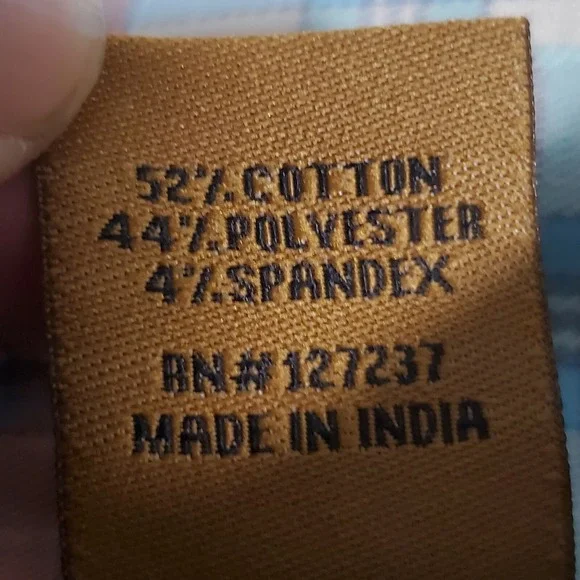 52% COTTON
44% POLYESTER
4% SPANDEX
RN# 127237
MADE IN INDIA